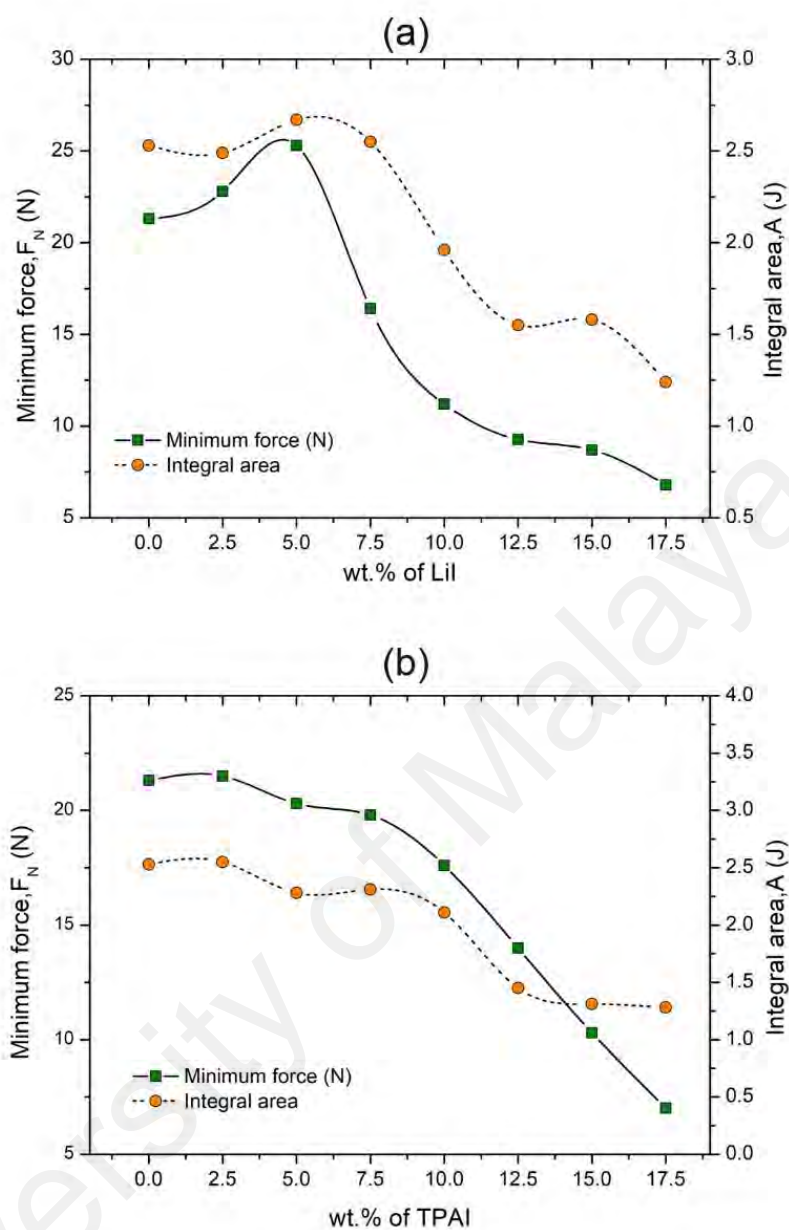 (a)
30
25
20
15
10
5
Minimum force,F_N (N)
3.0
2.5
2.0
1.5
1.0
0.5
Integral area,A (J)
Minimum force (N)
Integral area
0.0 2.5 5.0 7.5 10.0 12.5 15.0 17.5
wt.% of LiI
(b)
25
20
15
10
5
Minimum force,F_N (N)
4.0
3.5
3.0
2.5
2.0
1.5
1.0
0.5
0.0
Integral area,A (J)
Minimum force (N)
Integral area
0.0 2.5 5.0 7.5 10.0 12.5 15.0 17.5
wt.% of TPAI
ersity of Malaya